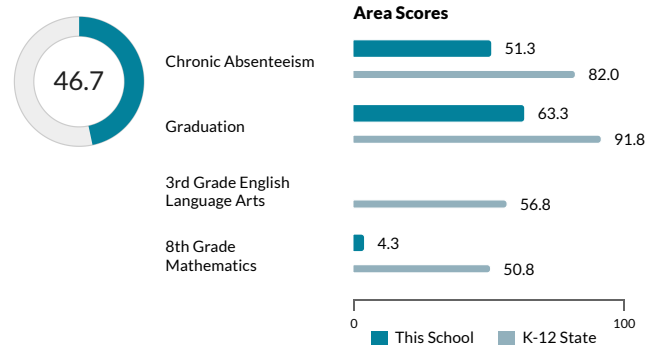 Area Scores
46.7
Chronic Absenteeism
51.3
82.0
Graduation
63.3
91.8
3rd Grade English
Language Arts
56.8
8th Grade
Mathematics
4.3
50.8
0
100
This School
K-12 State